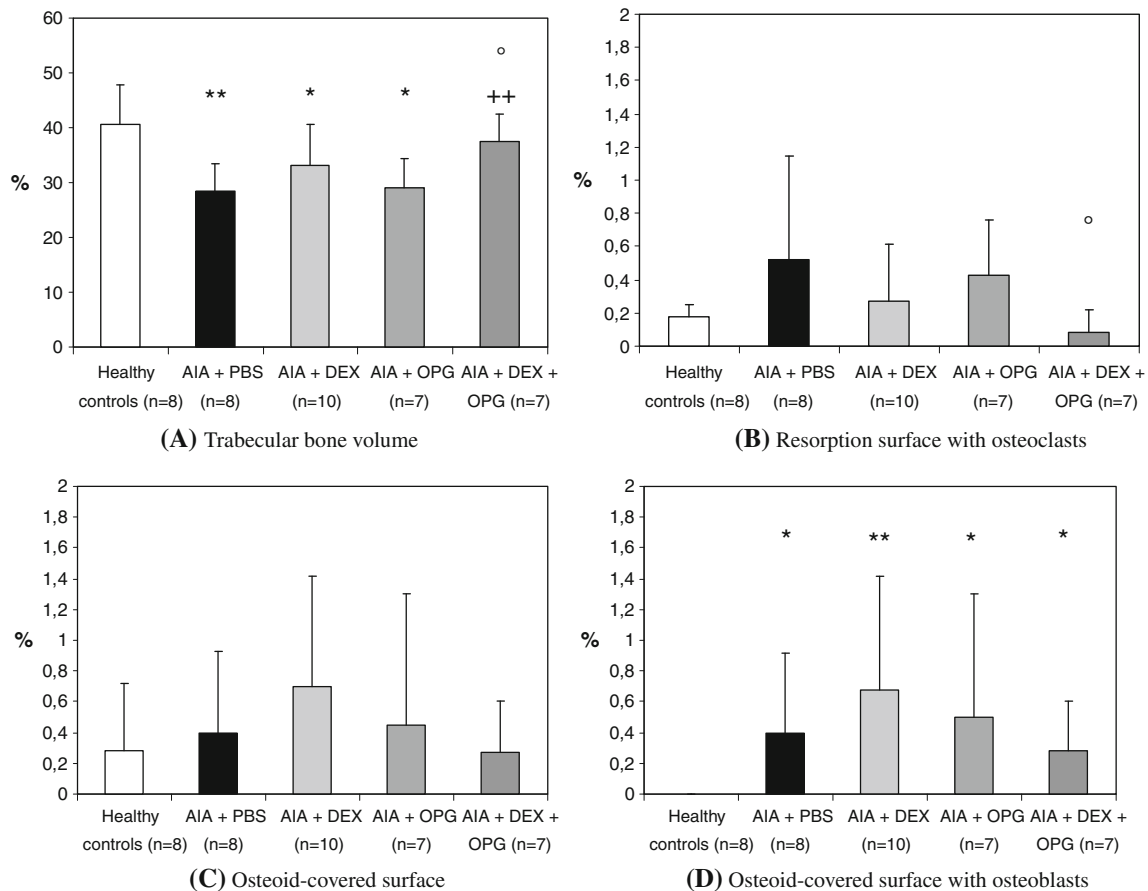 60
50
40
30
20
10
0
%
** * * ++ °
Healthy controls (n=8)
AIA + PBS (n=8)
AIA + DEX (n=10)
AIA + OPG (n=7)
AIA + DEX + OPG (n=7)
(A) Trabecular bone volume
2
1,8
1,6
1,4
1,2
1
0,8
0,6
0,4
0,2
0
%
°
Healthy controls (n=8)
AIA + PBS (n=8)
AIA + DEX (n=10)
AIA + OPG (n=7)
AIA + DEX + OPG (n=7)
(B) Resorption surface with osteoclasts
2
1,8
1,6
1,4
1,2
1
0,8
0,6
0,4
0,2
0
%
Healthy controls (n=8)
AIA + PBS (n=8)
AIA + DEX (n=10)
AIA + OPG (n=7)
AIA + DEX + OPG (n=7)
(C) Osteoid-covered surface
2
1,8
1,6
1,4
1,2
1
0,8
0,6
0,4
0,2
0
%
* ** * *
Healthy controls (n=8)
AIA + PBS (n=8)
AIA + DEX (n=10)
AIA + OPG (n=7)
AIA + DEX + OPG (n=7)
(D) Osteoid-covered surface with osteoblasts